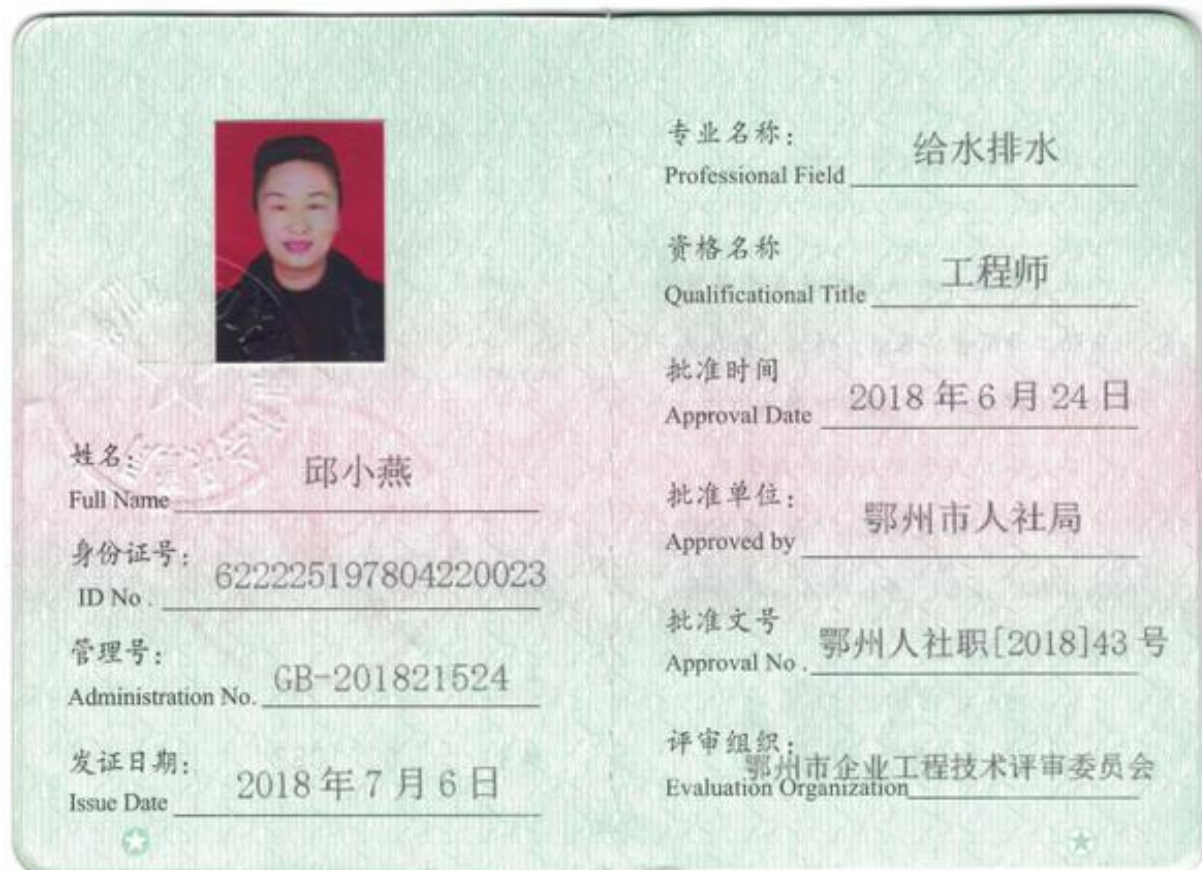 姓名：
邱小燕
Full Name
身份证号：
622225197804220023
ID No .
管理号：
GB-201821524
Administration No.
发证日期：
2018年7月6日
Issue Date
专业名称：
给水排水
Professional Field
资格名称
工程师
Qualificational Title
批准时间
2018年6月24日
Approval Date
批准单位：
鄂州市人社局
Approved by
批准文号
鄂州人社职[2018]43号
Approval No .
评审组织：
鄂州市企业工程技术评审委员会
Evaluation Organization